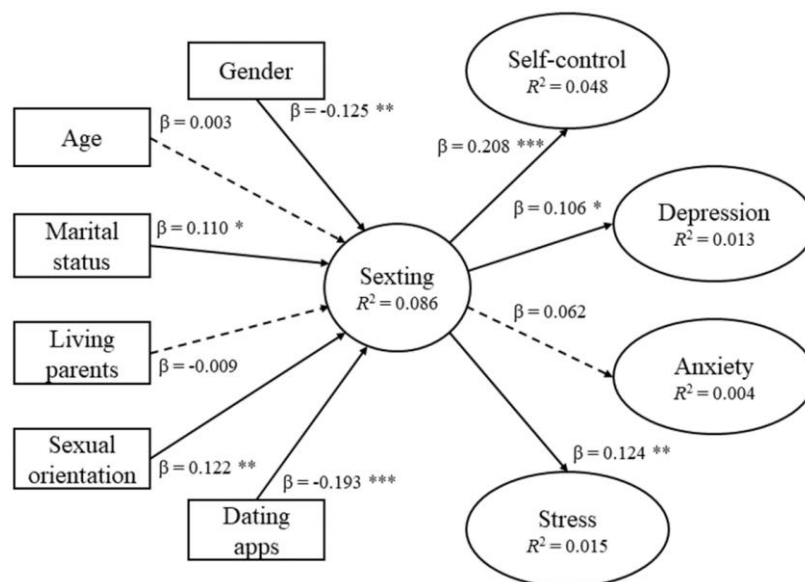 Gender
Self-control
R² = 0.048
β = 0.003
β = -0.125 **
Age
β = 0.208 ***
Marital
status
β = 0.110 *
β = 0.106 *
Depression
R² = 0.013
Sexting
R² = 0.086
Living
parents
β = -0.009
β = 0.062
Anxiety
R² = 0.004
Sexual
orientation
β = 0.122 **
β = -0.193 ***
β = 0.124 **
Dating
apps
Stress
R² = 0.015